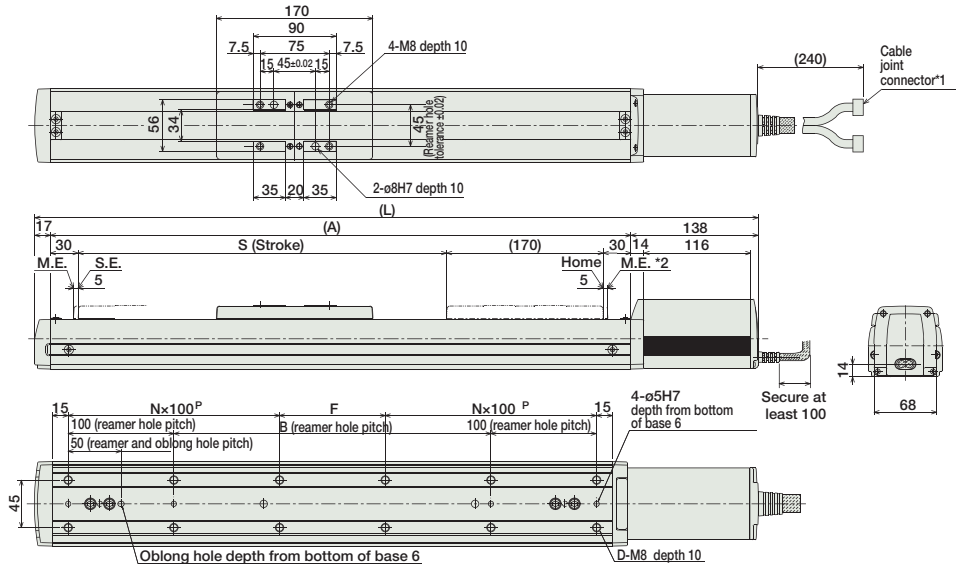 170
90
7.5 75 7.5
4-M8 depth 10
15 45±0.02 15
(240)
Cable
joint
connector*1
56
34
45
(Reamer hole
tolerance ±0.02)
35 20 35
2-ø8H7 depth 10
(L)
17 (A) 138
30 S (Stroke) (170) 30 14 116
M.E. S.E. Home M.E. *2
5 5
14
68
Secure at
least 100
15 N×100 P F N×100 P 15
4-ø5H7
depth from bottom
of base 6
100 (reamer hole pitch) B (reamer hole pitch) 100 (reamer hole pitch)
50 (reamer and oblong hole pitch)
45
Oblong hole depth from bottom of base 6
D-M8 depth 10